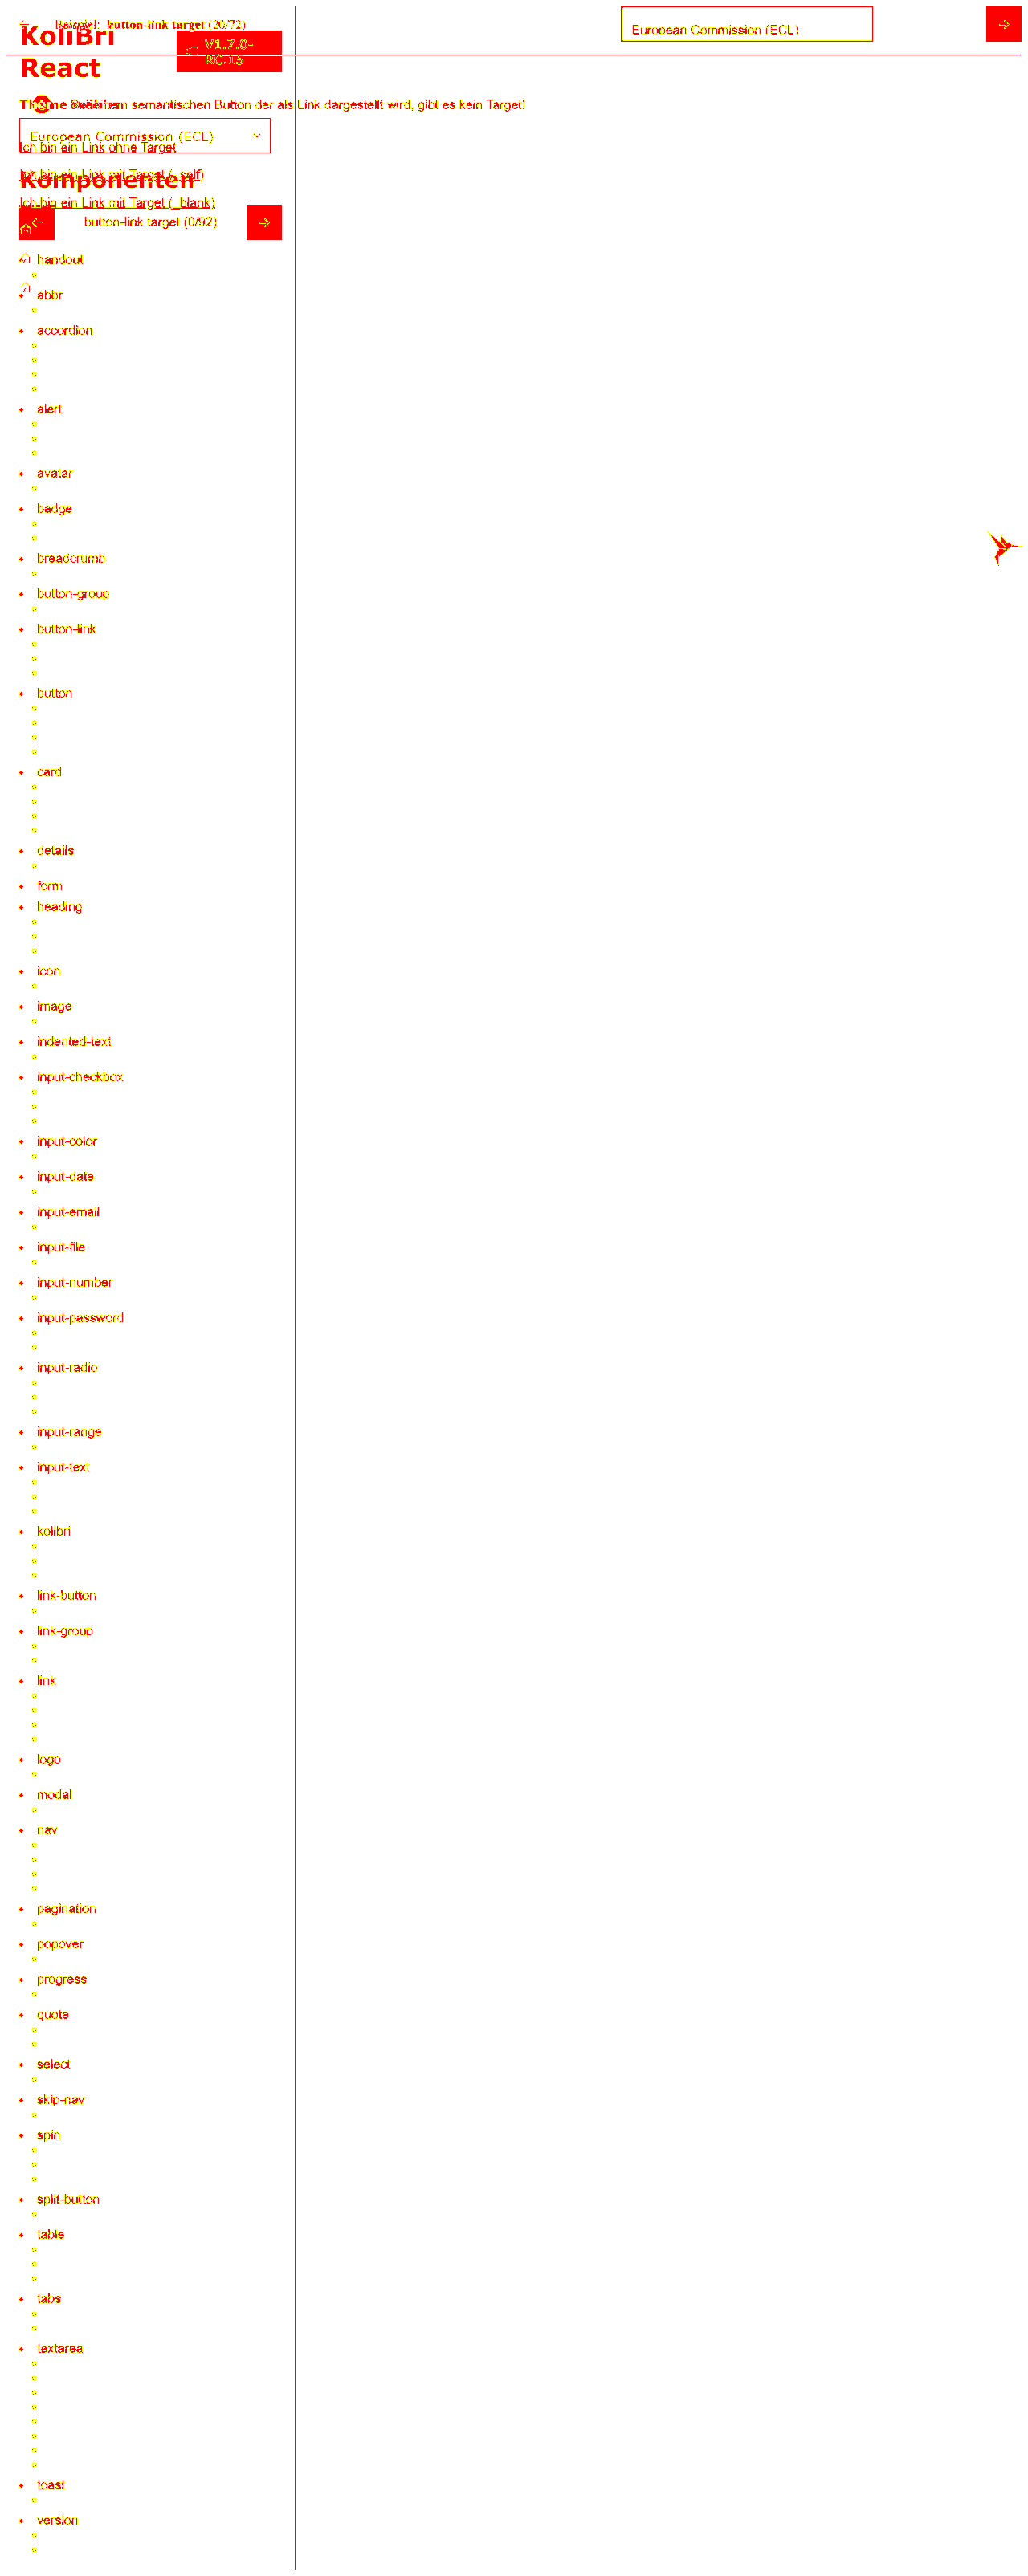 Beispiel: button-link target (20/72)
European Commission (ECL)
KoliBri
React
V1.7.0-
RC.15
Theme wählen
semantischen Button der als Link dargestellt wird, gibt es kein Target!
European Commission (ECL)
Ich bin ein Link ohne Target
Ich bin ein Link mit Target (_self)
Komponenten
Ich bin ein Link mit Target (_blank)
button-link target (0/92)
handout
abbr
accordion
alert
avatar
badge
breadcrumb
button-group
button-link
button
card
details
form
heading
icon
image
indented-text
input-checkbox
input-color
input-date
input-email
input-file
input-number
input-password
input-radio
input-range
input-text
kolibri
link-button
link-group
link
logo
modal
nav
pagination
popover
progress
quote
select
skip-nav
spin
split-button
table
tabs
textarea
toast
version